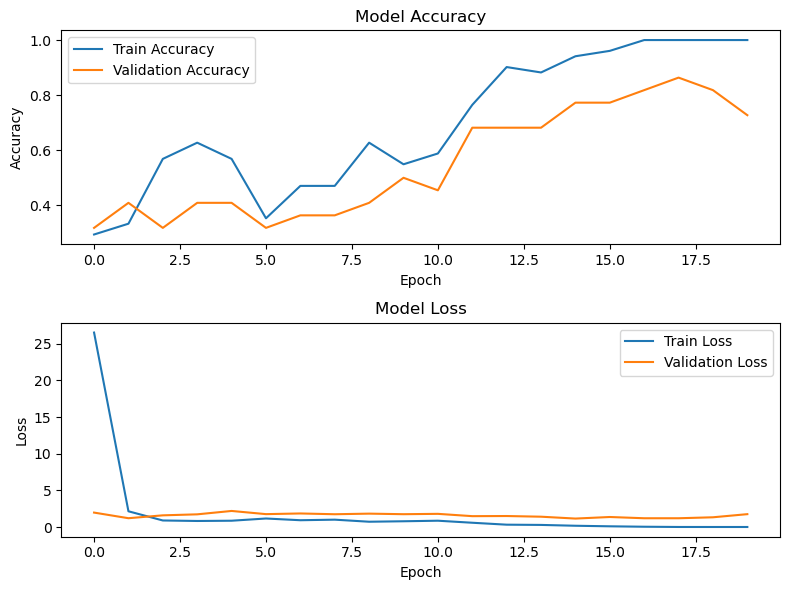 Model Accuracy
Train Accuracy
Validation Accuracy
1.0
0.8
0.6
0.4
Accuracy
0.0 2.5 5.0 7.5 10.0 12.5 15.0 17.5
Epoch
Model Loss
Train Loss
Validation Loss
25
20
15
10
5
0
Loss
0.0 2.5 5.0 7.5 10.0 12.5 15.0 17.5
Epoch